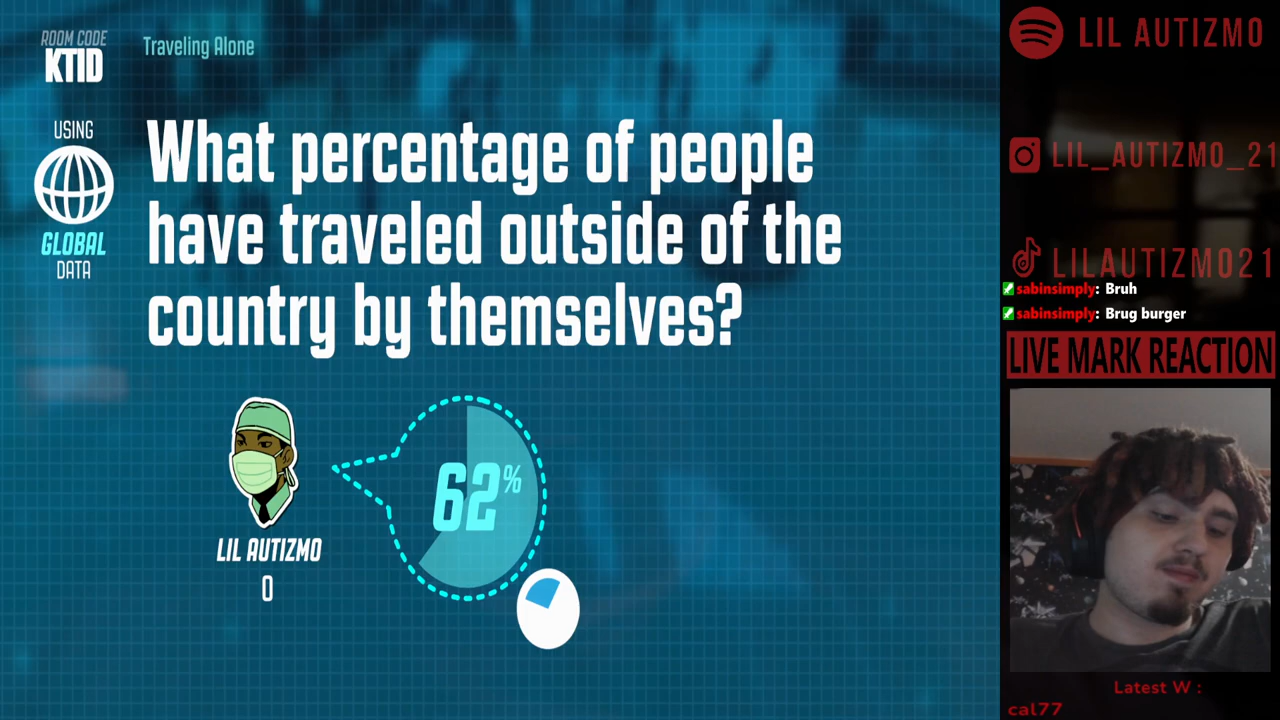 ROOM CODE
KTID
Traveling Alone
USING
GLOBAL
DATA
What percentage of people
have traveled outside of the
country by themselves?
62%
LIL AUTIZMO
0
LIL AUTIZMO
LIL_AUTIZMO_21
LILAUTIZMO21
sabinsimply: Bruh
sabinsimply: Brug burger
LIVE MARK REACTION
Latest W :
cal77